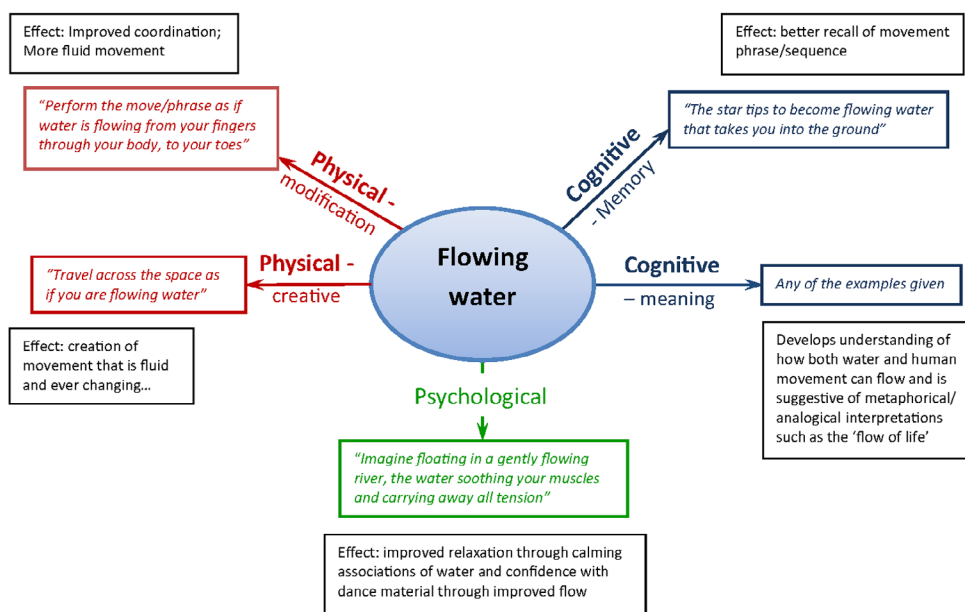 Effect: Improved coordination;
More fluid movement
“Perform the move/phrase as if
water is flowing from your fingers
through your body, to your toes”
Physical -
modification
Effect: better recall of movement
phrase/sequence
“The star tips to become flowing water
that takes you into the ground”
Cognitive
- Memory
Flowing
water
“Travel across the space as
if you are flowing water”
Physical -
creative
Effect: creation of
movement that is fluid
and ever changing...
Cognitive
– meaning
Any of the examples given
Develops understanding of
how both water and human
movement can flow and is
suggestive of metaphorical/
analogical interpretations
such as the ‘flow of life’
Psychological
“Imagine floating in a gently flowing
river, the water soothing your muscles
and carrying away all tension”
Effect: improved relaxation through calming
associations of water and confidence with
dance material through improved flow